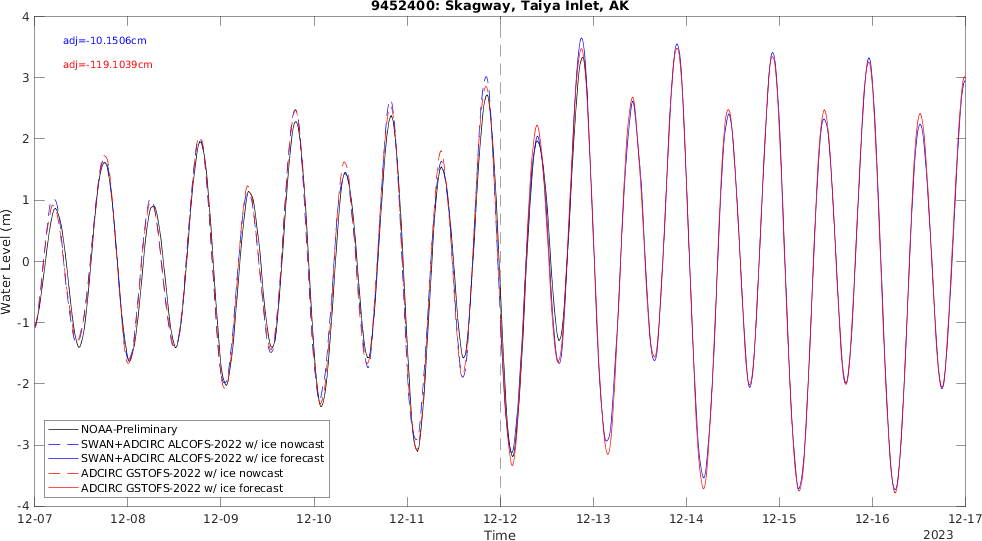 9452400: Skagway, Taiya Inlet, AK
adj=-10.1506cm
adj=-119.1039cm
Water Level (m)
4
3
2
1
0
-1
-2
-3
-4
NOAA-Preliminary
SWAN+ADCIRC ALCOFS-2022 w/ ice nowcast
SWAN+ADCIRC ALCOFS-2022 w/ ice forecast
ADCIRC GSTOFS-2022 w/ ice nowcast
ADCIRC GSTOFS-2022 w/ ice forecast
12-07 12-08 12-09 12-10 12-11 12-12 12-13 12-14 12-15 12-16 12-17
Time
2023